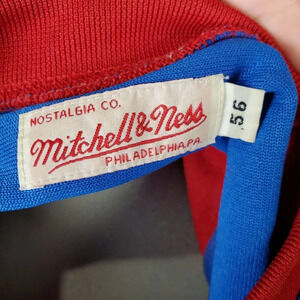 NOSTALGIA CO.
Mitchell & Ness
PHILADELPHIA, PA.
56